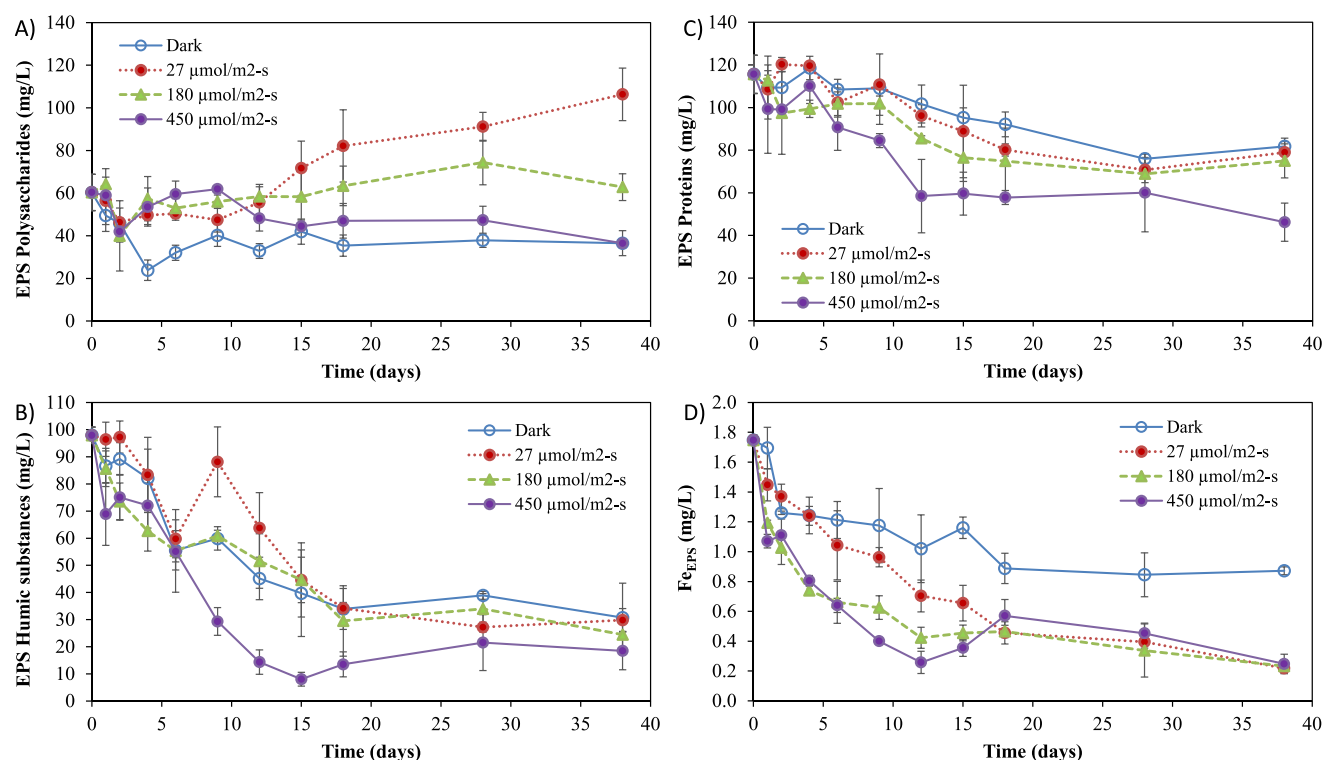 A)
EPS Polysaccharides (mg/L)
140
120
100
80
60
40
20
0
Dark
27 µmol/m2-s
180 µmol/m2-s
450 µmol/m2-s
0 5 10 15 20 25 30 35 40
Time (days)
C)
EPS Proteins (mg/L)
140
120
100
80
60
40
20
0
Dark
27 µmol/m2-s
180 µmol/m2-s
450 µmol/m2-s
0 5 10 15 20 25 30 35 40
Time (days)
B)
EPS Humic substances (mg/L)
110
100
90
80
70
60
50
40
30
20
10
0
Dark
27 µmol/m2-s
180 µmol/m2-s
450 µmol/m2-s
0 5 10 15 20 25 30 35 40
Time (days)
D)
FeEPS (mg/L)
2.0
1.8
1.6
1.4
1.2
1.0
0.8
0.6
0.4
0.2
0.0
Dark
27 µmol/m2-s
180 µmol/m2-s
450 µmol/m2-s
0 5 10 15 20 25 30 35 40
Time (days)